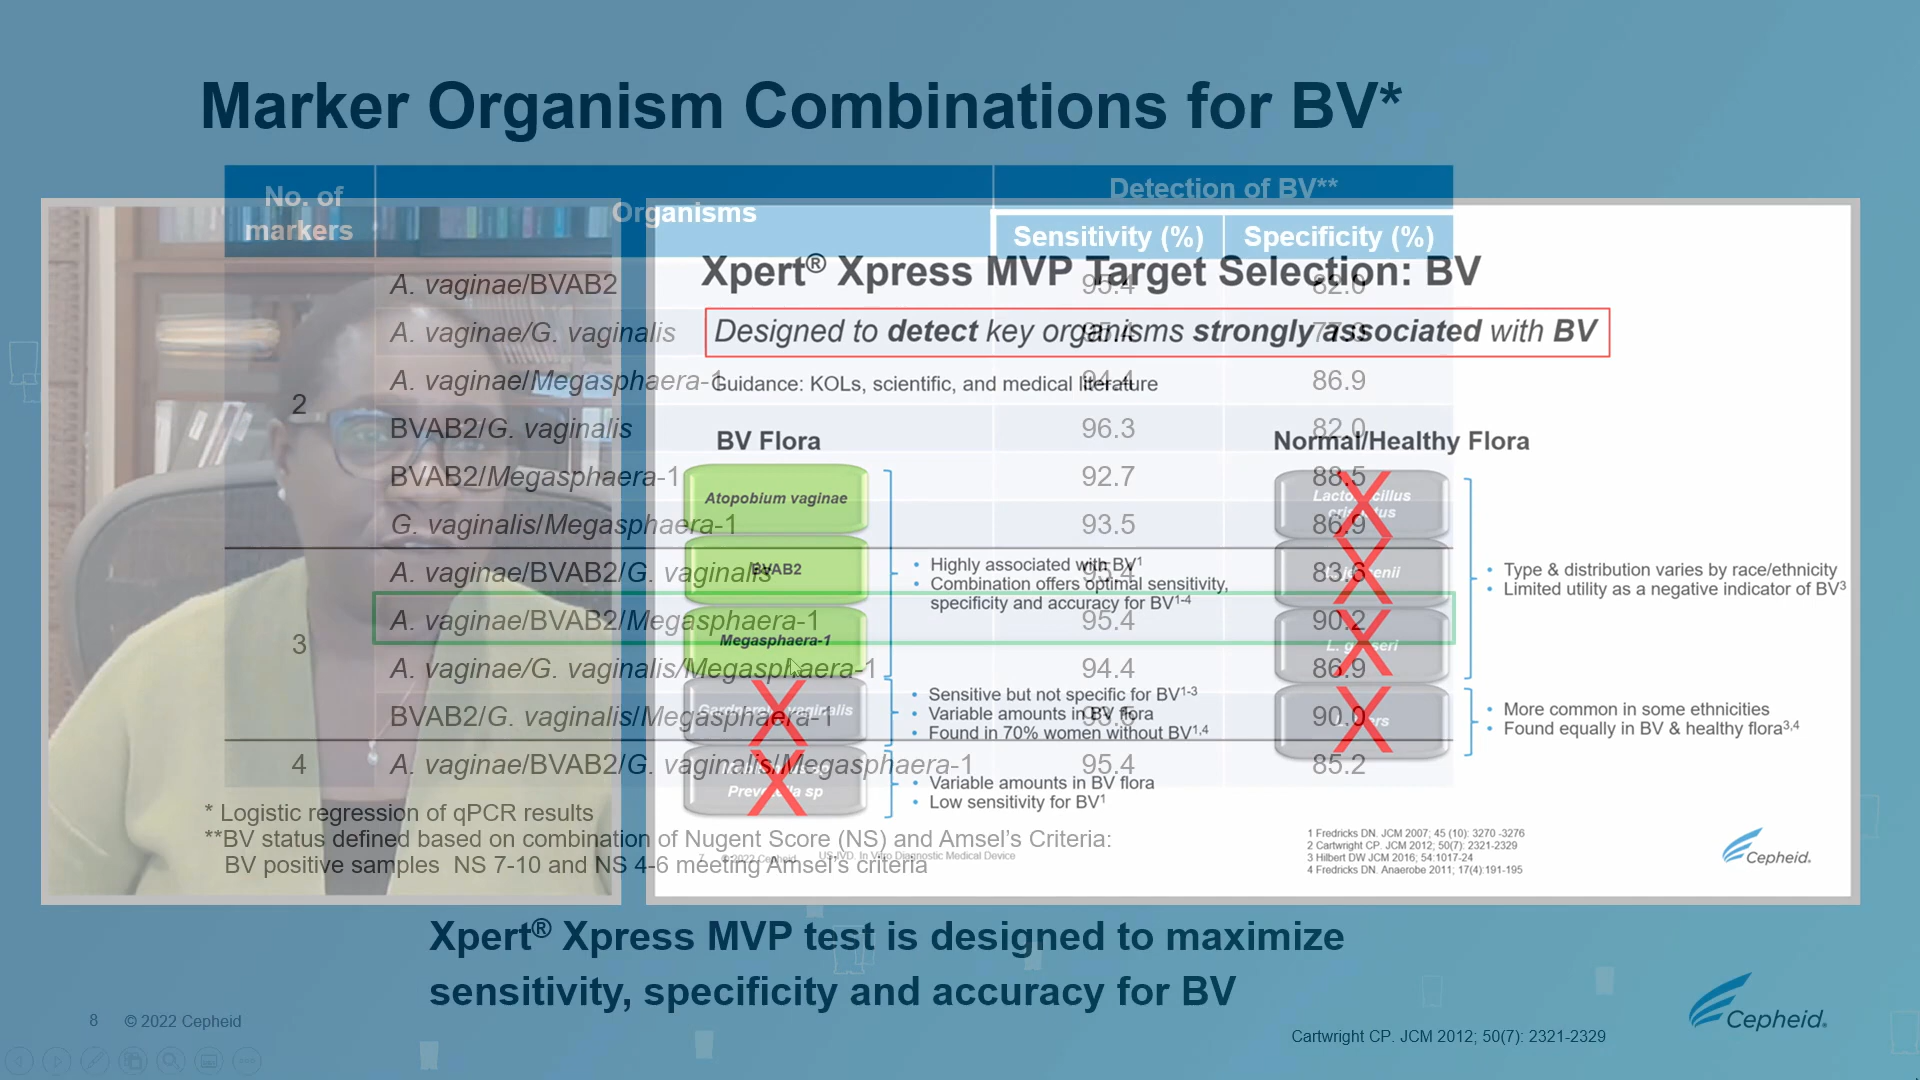 Marker Organism Combinations for BV*
No. of markers
Organisms
Detection of BV**
Sensitivity (%)
Specificity (%)
2
A. vaginae/BVAB2 95.4 82.0
A. vaginae/G. vaginalis 95.4
A. vaginae/Megasphaera-1 94.4 86.9
BVAB2/G. vaginalis 96.3 82.0
BVAB2/Megasphaera-1 92.7 88.5
G. vaginalis/Megasphaera-1 93.5 86.9
3
A. vaginae/BVAB2/G. vaginalis 95.4 83.6
A. vaginae/BVAB2/Megasphaera-1 95.4 90.2
A. vaginae/G. vaginalis/Megasphaera-1 94.4 86.9
BVAB2/G. vaginalis/Megasphaera-1 90.0
4 A. vaginae/BVAB2/G. vaginalis/Megasphaera-1 95.4 85.2
* Logistic regression of qPCR results
**BV status defined based on combination of Nugent Score (NS) and Amsel's Criteria:
BV positive samples NS 7-10 and NS 4-6 meeting Amsel's criteria
Xpert® Xpress MVP test is designed to maximize
sensitivity, specificity and accuracy for BV
8 © 2022 Cepheid
Cartwright CP. JCM 2012; 50(7): 2321-2329
Cepheid.
Xpert® Xpress MVP Target Selection: BV
Designed to detect key organisms strongly associated with BV
Guidance: KOLs, scientific, and medical literature
BV Flora
Atopobium vaginae
BVAB2
Megasphaera-1
• Highly associated with BV¹
• Combination offers optimal sensitivity,
specificity and accuracy for BV¹⁻⁴
Gardnerella vaginalis
• Sensitive but not specific for BV¹⁻³
• Variable amounts in BV flora
• Found in 70% women without BV¹,⁴
Prevotella sp
• Variable amounts in BV flora
• Low sensitivity for BV¹
Normal/Healthy Flora
Lactobacillus
crispatus
L. jensenii
L. gasseri
• Type & distribution varies by race/ethnicity
• Limited utility as a negative indicator of BV³
• More common in some ethnicities
• Found equally in BV & healthy flora³,⁴
1 Fredricks DN. JCM 2007; 45 (10): 3270 -3276
2 Cartwright CP. JCM 2012; 50(7): 2321-2329
3 Hilbert DW JCM 2016; 54:1017-24
4 Fredricks DN. Anaerobe 2011; 17(4):191-195
7 © 2022 Cepheid US-IVD. In Vitro Diagnostic Medical Device
Cepheid.